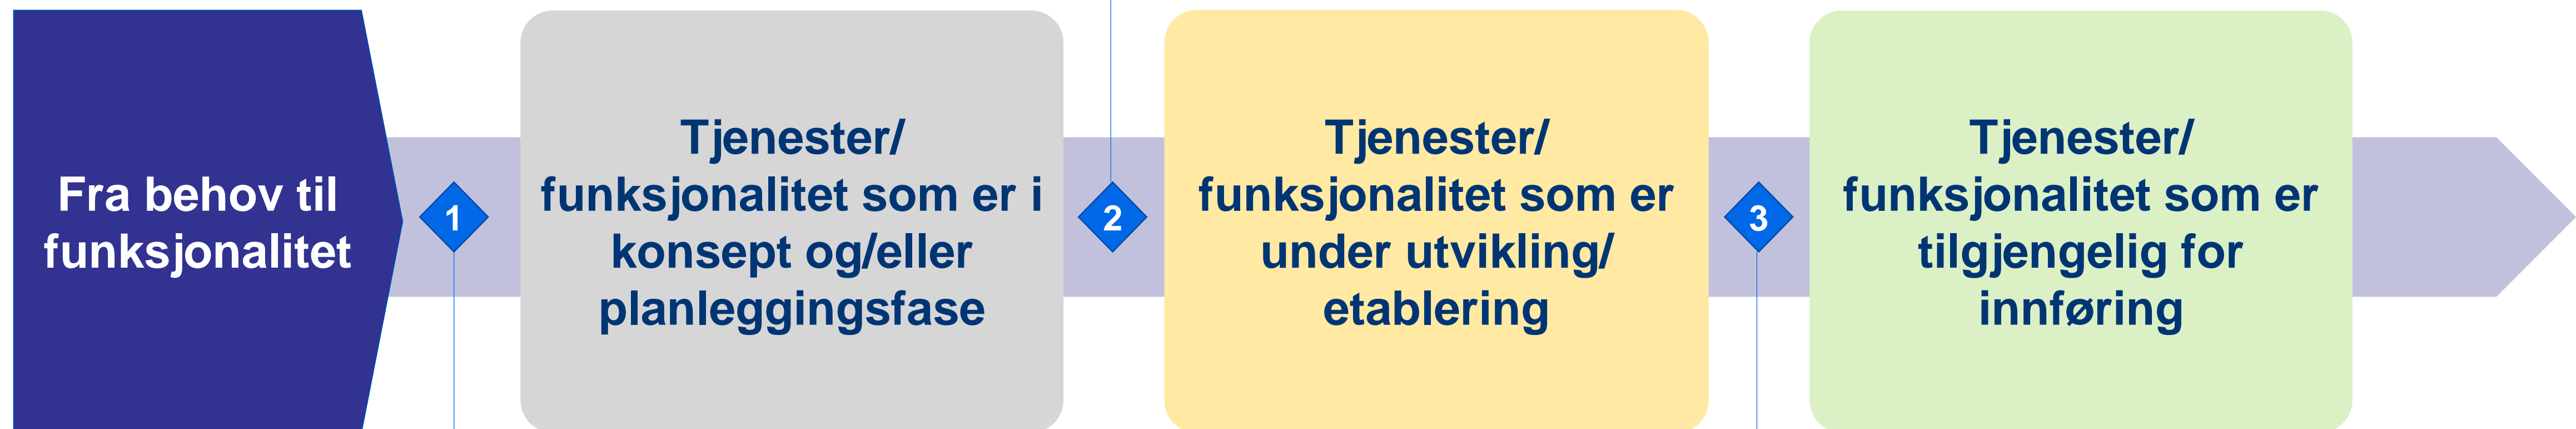 Fra behov til
funksjonalitet
1
Tjenester/
funksjonalitet som er i
konsept og/eller
planleggingsfase
2
Tjenester/
funksjonalitet som er
under utvikling/
etablering
3
Tjenester/
funksjonalitet som er
tilgjengelig for
innføring